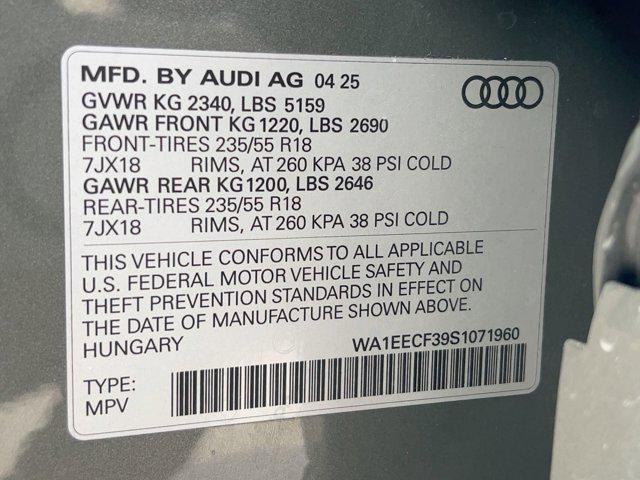 MFD. BY AUDI AG 04 25
GVWR KG 2340, LBS 5159
GAWR FRONT KG 1220, LBS 2690
FRONT-TIRES 235/55 R18
7JX18 RIMS, AT 260 KPA 38 PSI COLD
GAWR REAR KG 1200, LBS 2646
REAR-TIRES 235/55 R18
7JX18 RIMS, AT 260 KPA 38 PSI COLD
THIS VEHICLE CONFORMS TO ALL APPLICABLE
U.S. FEDERAL MOTOR VEHICLE SAFETY AND
THEFT PREVENTION STANDARDS IN EFFECT ON
THE DATE OF MANUFACTURE SHOWN ABOVE.
HUNGARY WA1EECF39S1071960
TYPE:
MPV